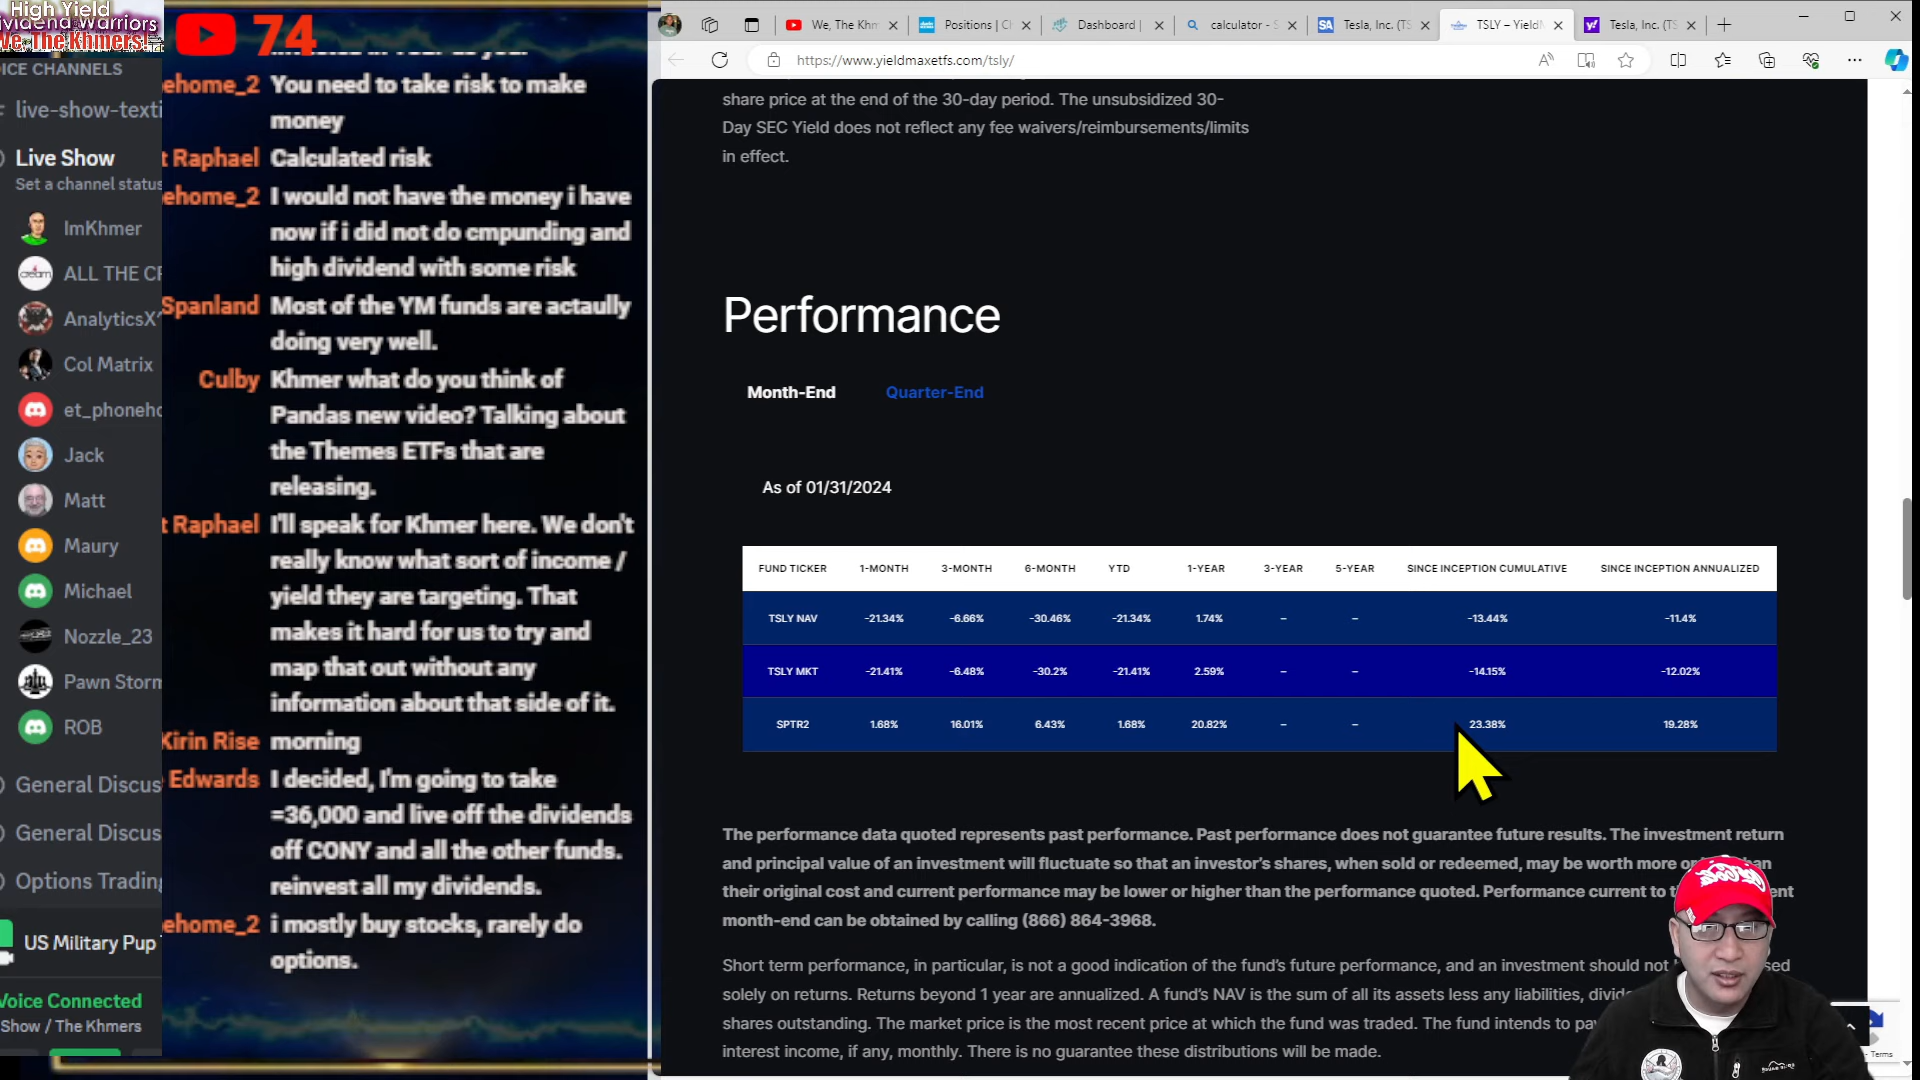 High Yield
Dividend Warriors
We, The Khmers!
VOICE CHANNELS
live-show-texti
Live Show
Set a channel status
ImKhmer
ALL THE CR
AnalyticsX
Col Matrix
et_phoneho
Jack
Matt
Maury
Michael
Nozzle_23
Pawn Storm
ROB
General Discus
General Discus
Options Trading
US Military Pup
Voice Connected
Show / The Khmers
74
ehome_2 You need to take risk to make
money
t Raphael Calculated risk
ehome_2 I would not have the money i have
now if i did not do cmpunding and
high dividend with some risk
Spanland Most of the YM funds are actaully
doing very well.
Culby Khmer what do you think of
Pandas new video? Talking about
the Themes ETFs that are
releasing.
t Raphael I'll speak for Khmer here. We don't
really know what sort of income /
yield they are targeting. That
makes it hard for us to try and
map that out without any
information about that side of it.
Kirin Rise morning
Edwards I decided, I'm going to take
=36,000 and live off the dividends
off CONY and all the other funds.
reinvest all my dividends.
ehome_2 i mostly buy stocks, rarely do
options.
We, The Khm
Positions | Ch
Dashboard |
calculator - S
SA Tesla, Inc. (TS
TSLY – YieldM
Tesla, Inc. (TS
https://www.yieldmaxetfs.com/tsly/
share price at the end of the 30-day period. The unsubsidized 30-
Day SEC Yield does not reflect any fee waivers/reimbursements/limits
in effect.
Performance
Month-End Quarter-End
As of 01/31/2024
FUND TICKER 1-MONTH 3-MONTH 6-MONTH YTD 1-YEAR 3-YEAR 5-YEAR SINCE INCEPTION CUMULATIVE SINCE INCEPTION ANNUALIZED
TSLY NAV -21.34% -6.66% -30.46% -21.34% 1.74% – – -13.44% -11.4%
TSLY MKT -21.41% -6.48% -30.2% -21.41% 2.59% – – -14.15% -12.02%
SPTR2 1.68% 16.01% 6.43% 1.68% 20.82% – – 23.38% 19.28%
The performance data quoted represents past performance. Past performance does not guarantee future results. The investment return
and principal value of an investment will fluctuate so that an investor's shares, when sold or redeemed, may be worth more or
their original cost and current performance may be lower or higher than the performance quoted. Performance current to
month-end can be obtained by calling (866) 864-3968.
Short term performance, in particular, is not a good indication of the fund's future performance, and an investment should not
solely on returns. Returns beyond 1 year are annualized. A fund's NAV is the sum of all its assets less any liabilities,
shares outstanding. The market price is the most recent price at which the fund was traded. The fund intends to
interest income, if any, monthly. There is no guarantee these distributions will be made.
- Terms